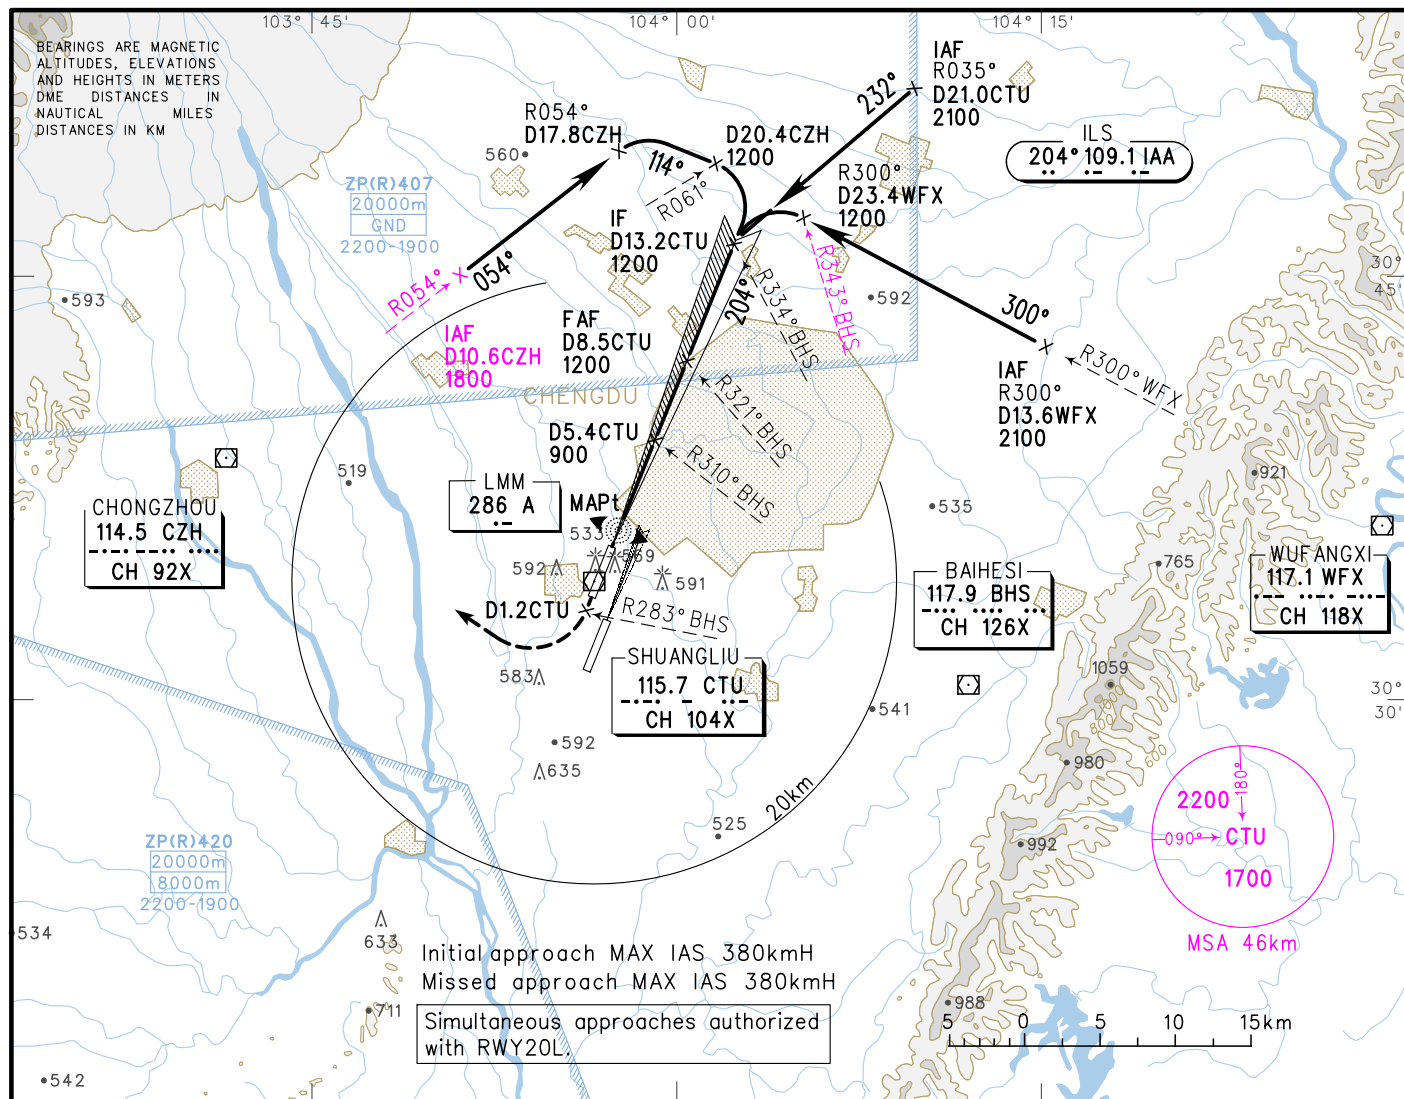 103° 45'
104° 00'
104° 15'
BEARINGS ARE MAGNETIC
ALTITUDES, ELEVATIONS
AND HEIGHTS IN METERS
DME DISTANCES IN
NAUTICAL MILES
DISTANCES IN KM
IAF
R035°
D21.0CTU
2100
232°
ILS
204° 109.1 IAA
R054°
D17.8CZH
560
114°
D20.4CZH
1200
R061°
R300°
D23.4WFX
1200
ZP(R)407
20000m
GND
2200-1900
IF
D13.2CTU
1200
054°
R054°
IAF
D10.6CZH
1800
593
204°
R334°BHS
R343°BHS
592
300°
30°
45'
FAF
D8.5CTU
1200
CHENGDU
R321°BHS
IAF
R300°
D13.6WFX
2100
R300°WFX
D5.4CTU
900
R310°BHS
519
921
LMM
286 A
MAPt
533
535
CHONGZHOU
114.5 CZH
CH 92X
592
569
591
765
BAIHESI
117.9 BHS
CH 126X
WUFANGXI
117.1 WFX
CH 118X
D1.2CTU
R283°BHS
583
SHUANGLIU
115.7 CTU
CH 104X
1059
30°
30'
541
592
635
980
20km
525
992
180°
2200
090°
CTU
1700
MSA 46km
ZP(R)420
20000m
8000m
2200-1900
534
633
Initial approach MAX IAS 380kmH
Missed approach MAX IAS 380kmH
Simultaneous approaches authorized
with RWY20L.
711
988
5 0 5 10 15km
542